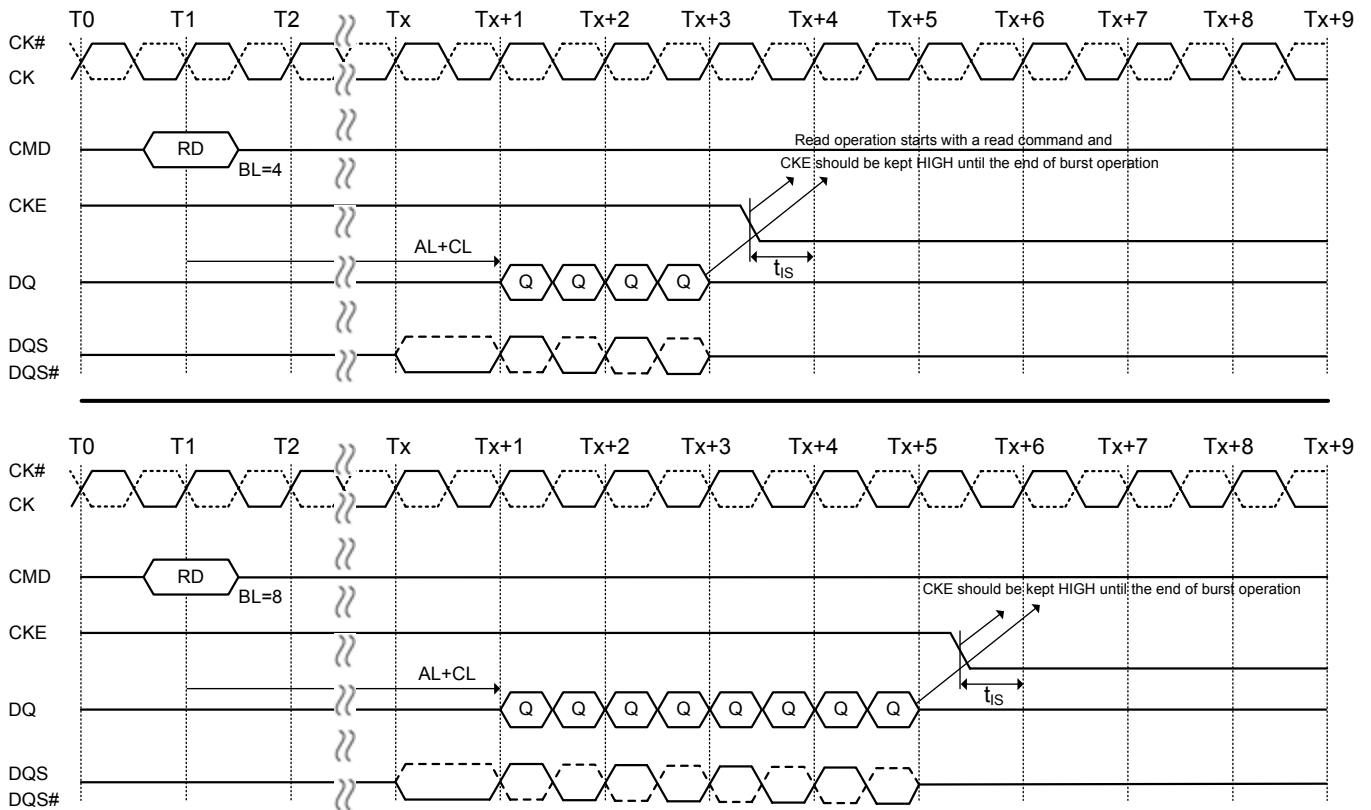 T0 T1 T2 Tx Tx+1 Tx+2 Tx+3 Tx+4 Tx+5 Tx+6 Tx+7 Tx+8 Tx+9
CK#
CK
CMD RD BL=4
Read operation starts with a read command and
CKE should be kept HIGH until the end of burst operation
CKE
AL+CL
tIS
DQ Q Q Q Q
DQS
DQS#
T0 T1 T2 Tx Tx+1 Tx+2 Tx+3 Tx+4 Tx+5 Tx+6 Tx+7 Tx+8 Tx+9
CK#
CK
CMD RD BL=8
CKE should be kept HIGH until the end of burst operation
CKE
AL+CL
tIS
DQ Q Q Q Q Q Q Q Q
DQS
DQS#